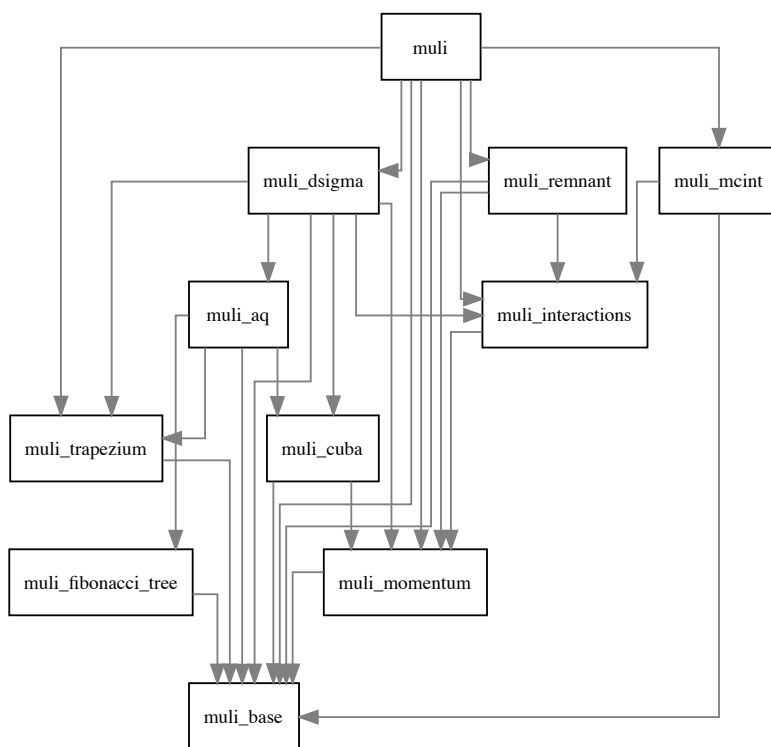 muli
muli_dsigma
muli_remnant
muli_mcint
muli_aq
muli_interactions
muli_trapezium
muli_cuba
muli_fibonacci_tree
muli_momentum
muli_base